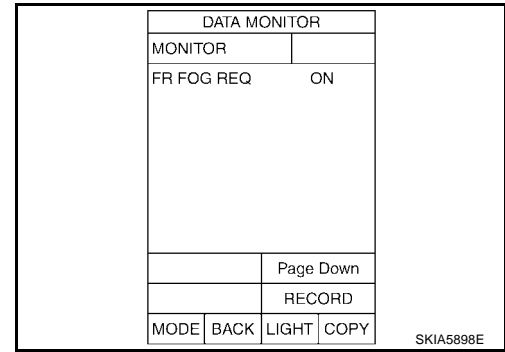 DATA MONITOR
MONITOR
FR FOG REQ ON
Page Down
RECORD
MODE BACK LIGHT COPY
SKIA5898E